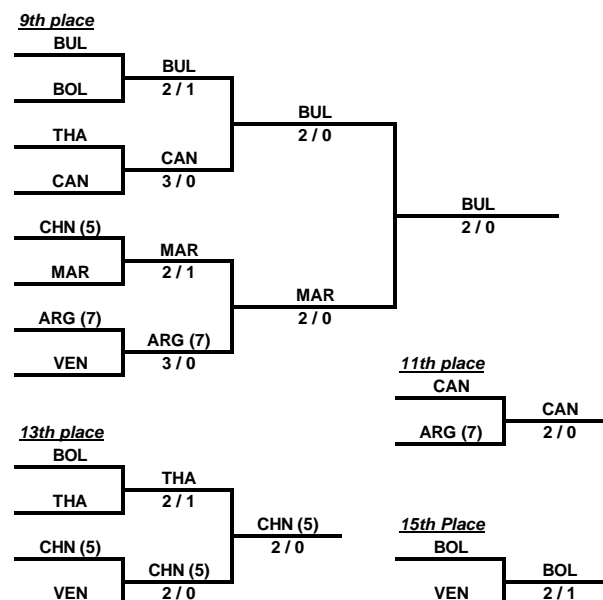 9th place
BUL
BUL
2 / 1
BOL
BUL
2 / 0
THA
CAN
3 / 0
CAN
BUL
2 / 0
CHN (5)
MAR
2 / 1
MAR
MAR
2 / 0
ARG (7)
ARG (7)
3 / 0
VEN
11th place
CAN
CAN
2 / 0
ARG (7)
13th place
BOL
THA
2 / 1
THA
CHN (5)
2 / 0
CHN (5)
CHN (5)
2 / 0
VEN
15th Place
BOL
BOL
2 / 1
VEN